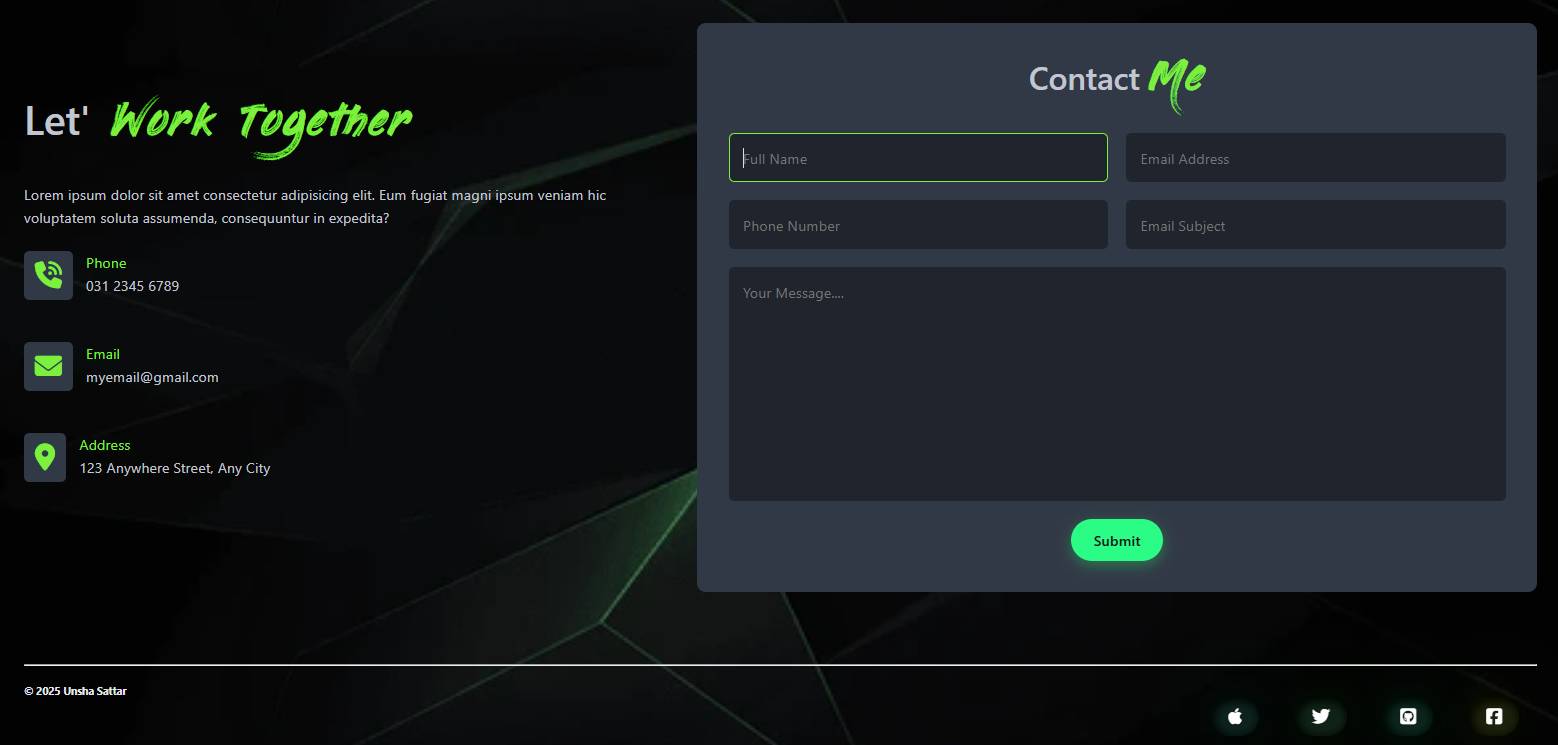 Let' Work Together
Lorem ipsum dolor sit amet consectetur adipisicing elit. Eum fugiat magni ipsum veniam hic
voluptatem soluta assumenda, consequuntur in expedita?
Phone
031 2345 6789
Email
myemail@gmail.com
Address
123 Anywhere Street, Any City
Contact Me
Full Name
Email Address
Phone Number
Email Subject
Your Message....
Submit
© 2025 Unsha Sattar